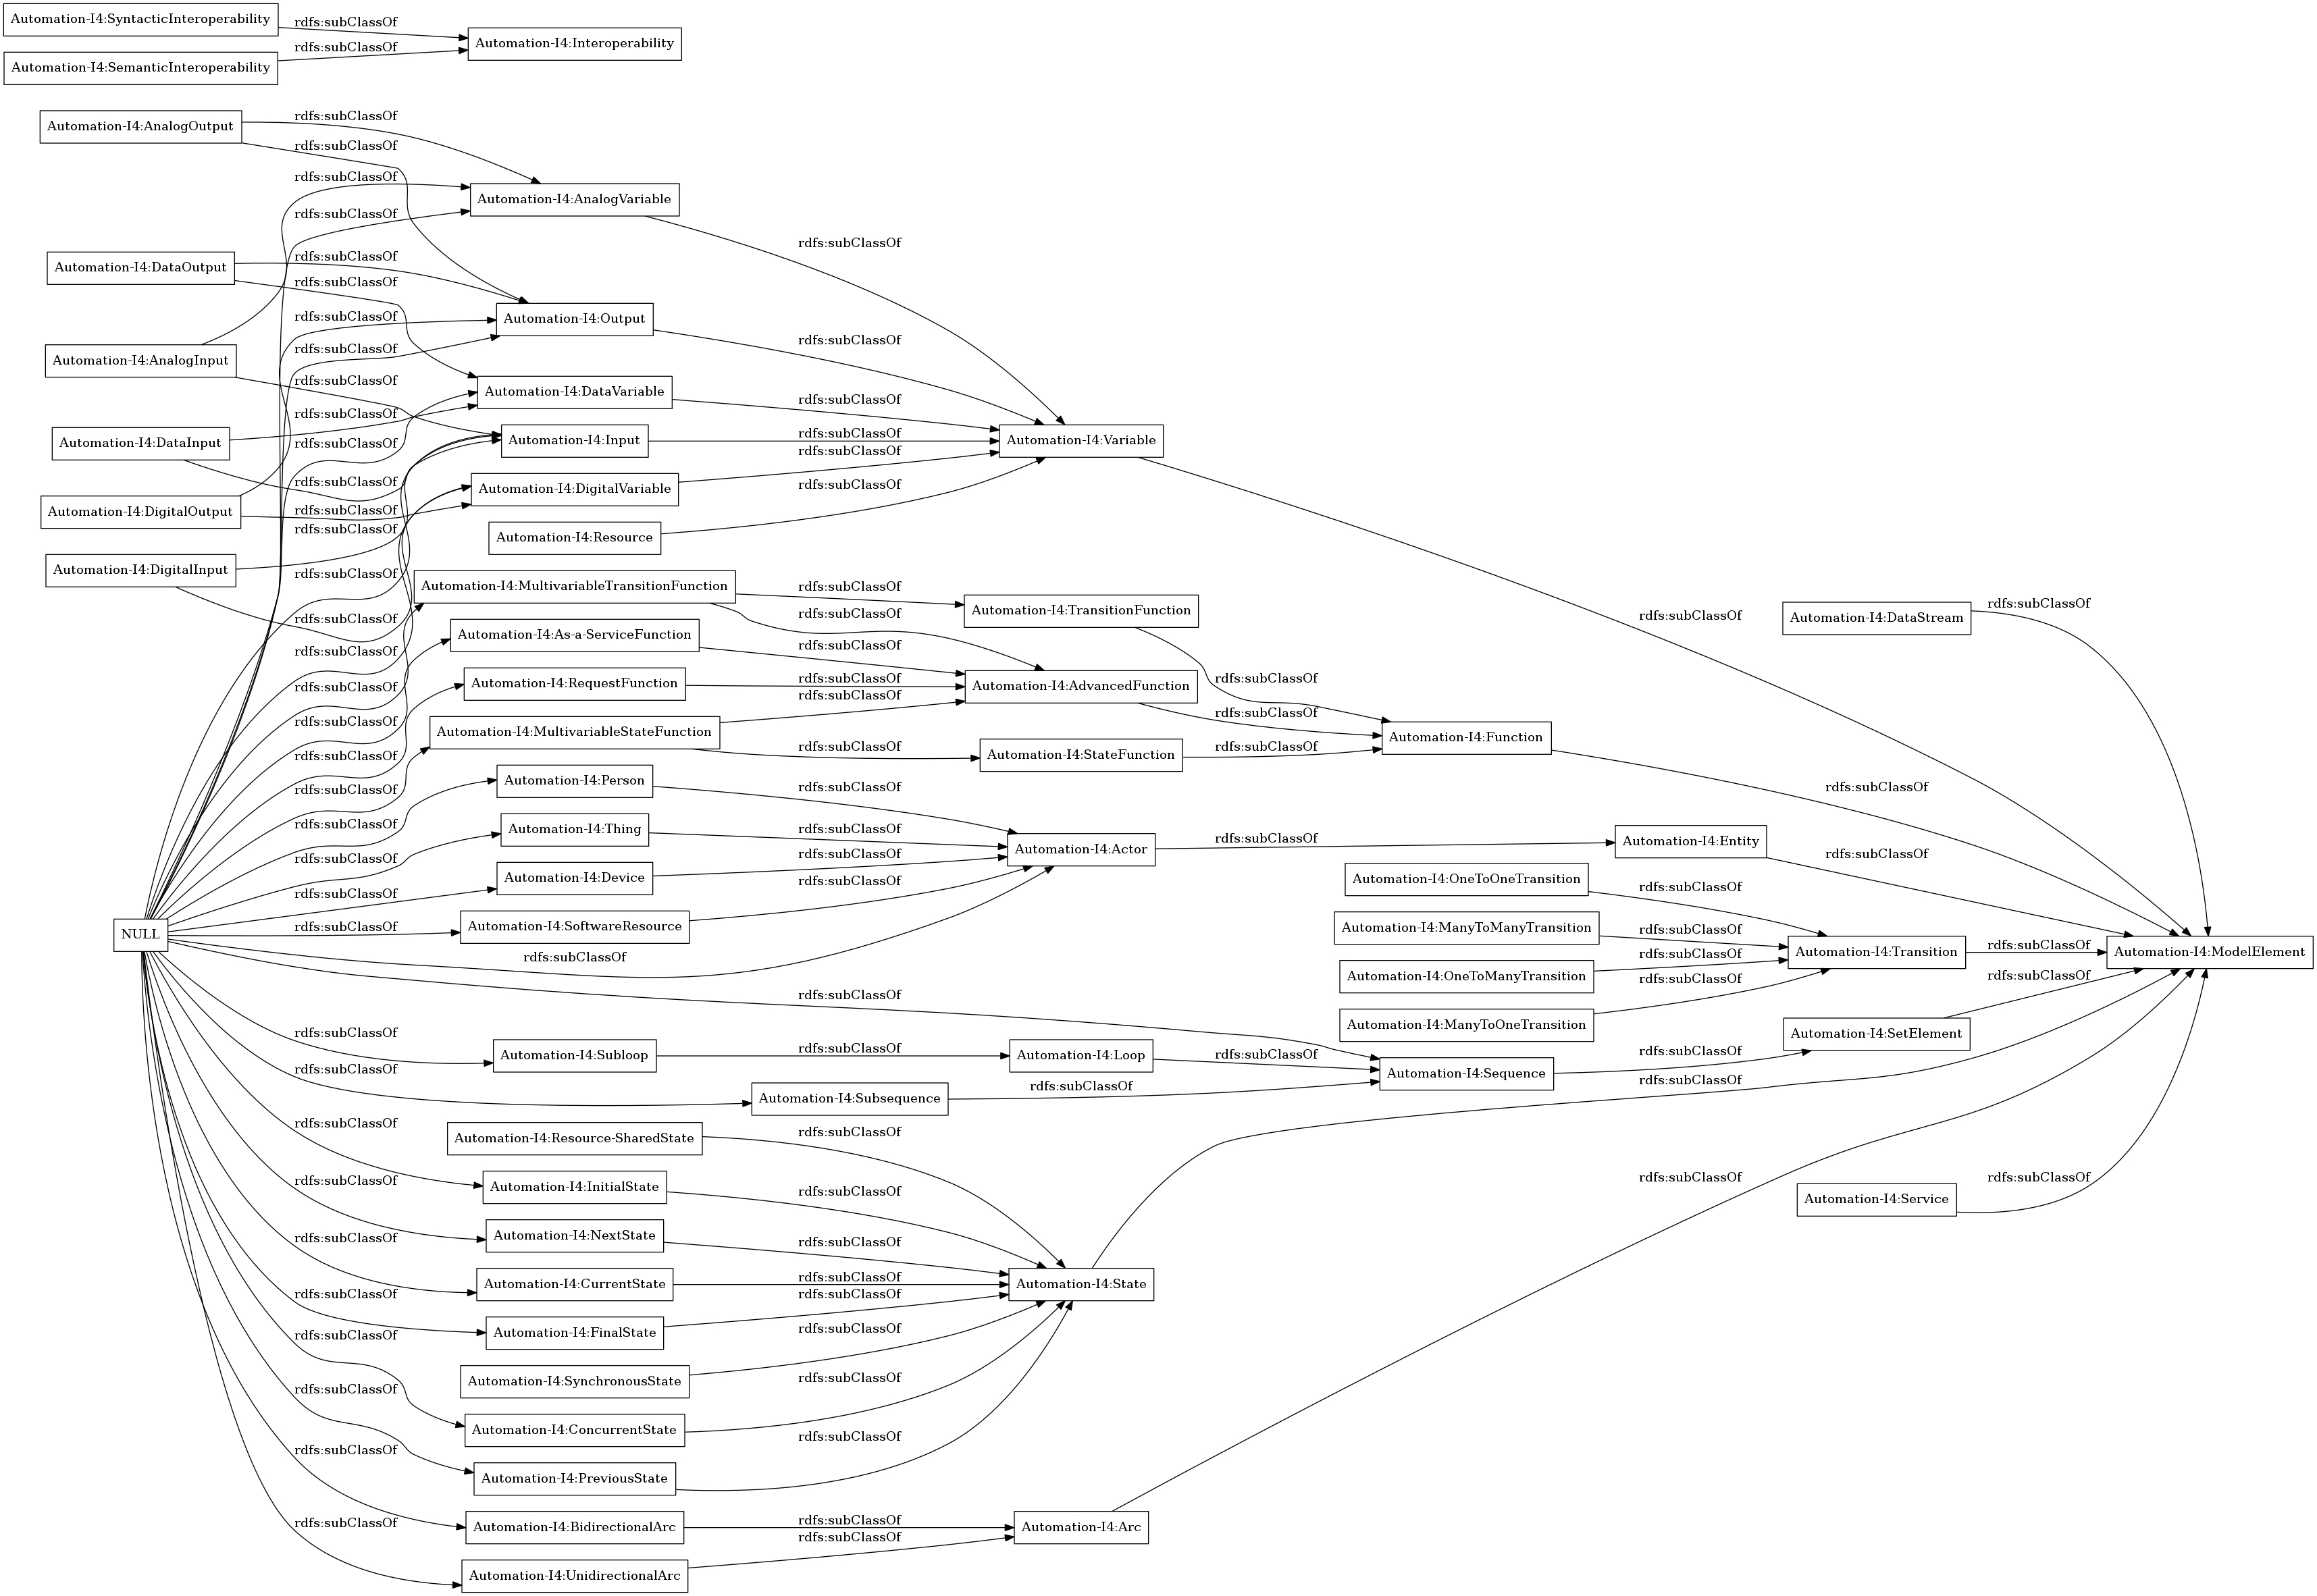 Automation-I4:SyntacticInteroperability
rdfs:subClassOf
Automation-I4:Interoperability
rdfs:subClassOf
Automation-I4:SemanticInteroperability
rdfs:subClassOf
Automation-I4:AnalogOutput
rdfs:subClassOf
rdfs:subClassOf
Automation-I4:AnalogVariable
rdfs:subClassOf
rdfs:subClassOf
rdfs:subClassOf
Automation-I4:DataOutput
rdfs:subClassOf
rdfs:subClassOf
Automation-I4:Output
rdfs:subClassOf
rdfs:subClassOf
Automation-I4:AnalogInput
rdfs:subClassOf
Automation-I4:DataVariable
rdfs:subClassOf
rdfs:subClassOf
Automation-I4:DataInput
rdfs:subClassOf
Automation-I4:Input
rdfs:subClassOf
Automation-I4:Variable
rdfs:subClassOf
rdfs:subClassOf
Automation-I4:DigitalVariable
rdfs:subClassOf
Automation-I4:DigitalOutput
rdfs:subClassOf
rdfs:subClassOf
Automation-I4:Resource
Automation-I4:DigitalInput
rdfs:subClassOf
Automation-I4:MultivariableTransitionFunction
rdfs:subClassOf
rdfs:subClassOf
Automation-I4:TransitionFunction
rdfs:subClassOf
rdfs:subClassOf
Automation-I4:DataStream
rdfs:subClassOf
rdfs:subClassOf
Automation-I4:As-a-ServiceFunction
rdfs:subClassOf
rdfs:subClassOf
rdfs:subClassOf
Automation-I4:RequestFunction
rdfs:subClassOf
Automation-I4:AdvancedFunction
rdfs:subClassOf
rdfs:subClassOf
rdfs:subClassOf
rdfs:subClassOf
Automation-I4:MultivariableStateFunction
rdfs:subClassOf
Automation-I4:StateFunction
rdfs:subClassOf
Automation-I4:Function
rdfs:subClassOf
rdfs:subClassOf
Automation-I4:Person
rdfs:subClassOf
rdfs:subClassOf
rdfs:subClassOf
Automation-I4:Thing
rdfs:subClassOf
Automation-I4:Actor
rdfs:subClassOf
Automation-I4:Entity
rdfs:subClassOf
rdfs:subClassOf
rdfs:subClassOf
Automation-I4:Device
rdfs:subClassOf
Automation-I4:OneToOneTransition
rdfs:subClassOf
rdfs:subClassOf
NULL
rdfs:subClassOf
Automation-I4:SoftwareResource
rdfs:subClassOf
Automation-I4:ManyToManyTransition
rdfs:subClassOf
Automation-I4:Transition
rdfs:subClassOf
Automation-I4:ModelElement
rdfs:subClassOf
Automation-I4:OneToManyTransition
rdfs:subClassOf
rdfs:subClassOf
rdfs:subClassOf
Automation-I4:ManyToOneTransition
Automation-I4:SetElement
rdfs:subClassOf
Automation-I4:Subloop
rdfs:subClassOf
Automation-I4:Loop
rdfs:subClassOf
Automation-I4:Sequence
rdfs:subClassOf
rdfs:subClassOf
rdfs:subClassOf
Automation-I4:Subsequence
rdfs:subClassOf
rdfs:subClassOf
Automation-I4:Resource-SharedState
rdfs:subClassOf
rdfs:subClassOf
Automation-I4:InitialState
rdfs:subClassOf
rdfs:subClassOf
rdfs:subClassOf
Automation-I4:Service
rdfs:subClassOf
Automation-I4:NextState
rdfs:subClassOf
rdfs:subClassOf
Automation-I4:CurrentState
rdfs:subClassOf
Automation-I4:State
rdfs:subClassOf
rdfs:subClassOf
Automation-I4:FinalState
rdfs:subClassOf
rdfs:subClassOf
Automation-I4:SynchronousState
rdfs:subClassOf
rdfs:subClassOf
Automation-I4:ConcurrentState
rdfs:subClassOf
rdfs:subClassOf
Automation-I4:PreviousState
Automation-I4:BidirectionalArc
rdfs:subClassOf
Automation-I4:Arc
rdfs:subClassOf
rdfs:subClassOf
Automation-I4:UnidirectionalArc